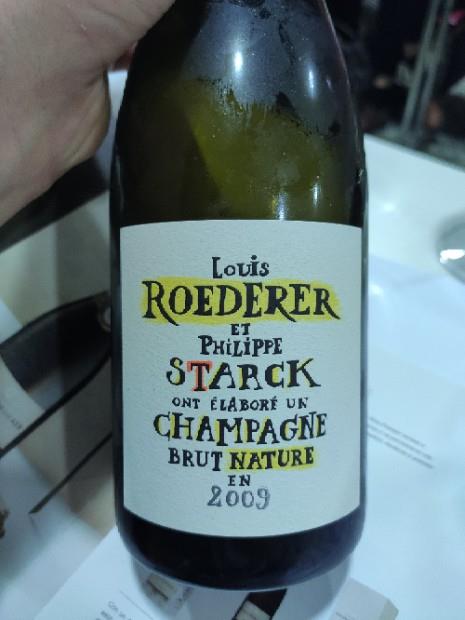 Louis
ROEDERER
ET
PHILIPPE
STARCK
ONT ÉLABORÉ UN
CHAMPAGNE
BRUT NATURE
EN
2009